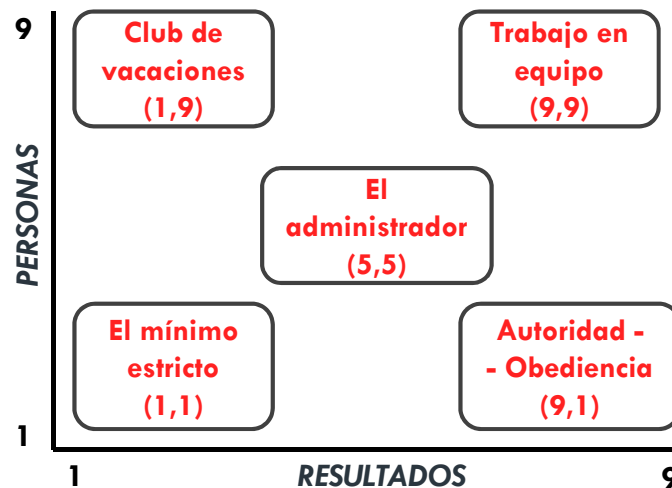 9
Club de
vacaciones
(1,9)
Trabajo en
equipo
(9,9)
PERSONAS
El
administrador
(5,5)
El mínimo
estricto
(1,1)
Autoridad -
- Obediencia
(9,1)
1
1
RESULTADOS
9